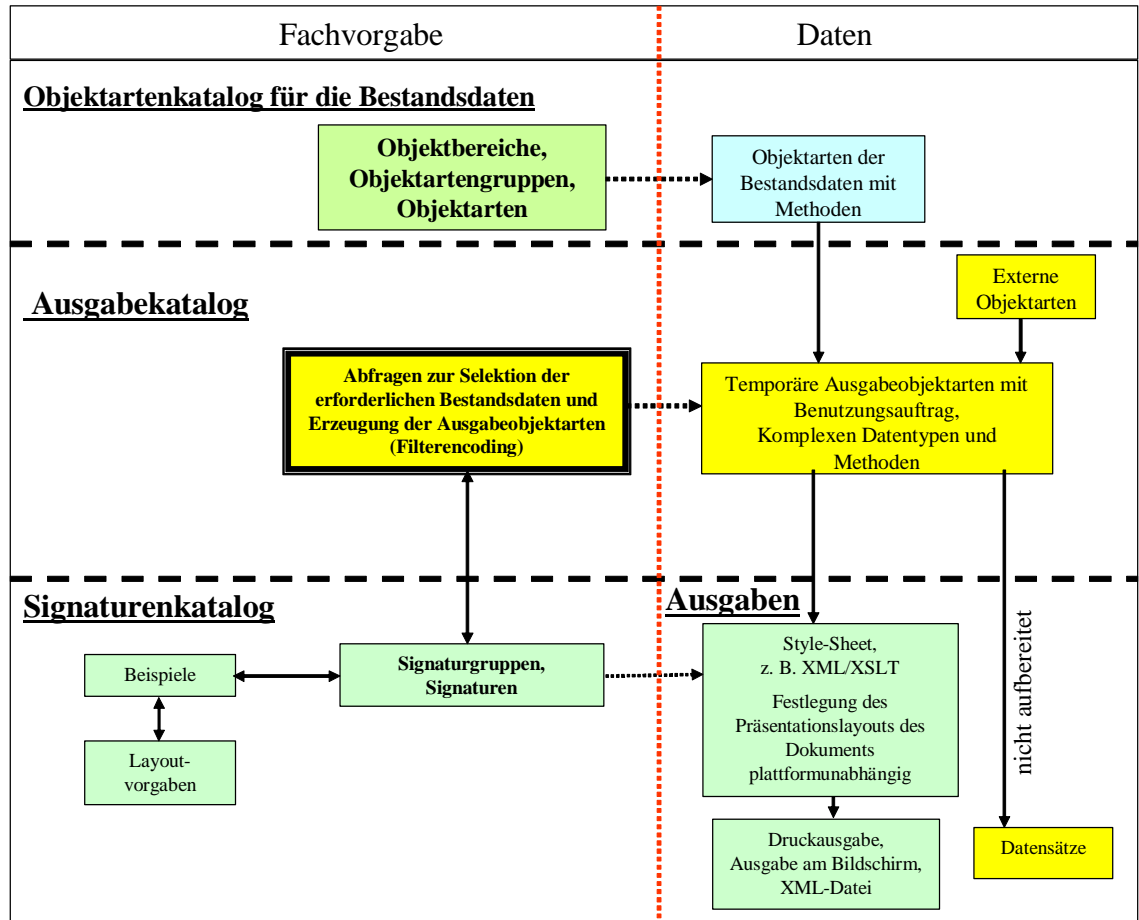 Fachvorgabe
Daten
Objektartenkatalog für die Bestandsdaten
Objektbereiche,
Objektartengruppen,
Objektarten
Objektarten der
Bestandsdaten mit
Methoden
Ausgabekatalog
Externe
Objektarten
Abfragen zur Selektion der
erforderlichen Bestandsdaten und
Erzeugung der Ausgabeobjektarten
(Filterencoding)
Temporäre Ausgabeobjektarten mit
Benutzungsauftrag,
Komplexen Datentypen und
Methoden
Signaturenkatalog
Beispiele
Layout-
vorgaben
Signaturgruppen,
Signaturen
Ausgaben
Style-Sheet,
z. B. XML/XSLT
Festlegung des
Präsentationslayouts des
Dokuments
plattformunabhängig
nicht aufbereitet
Druckausgabe,
Ausgabe am Bildschirm,
XML-Datei
Datensätze